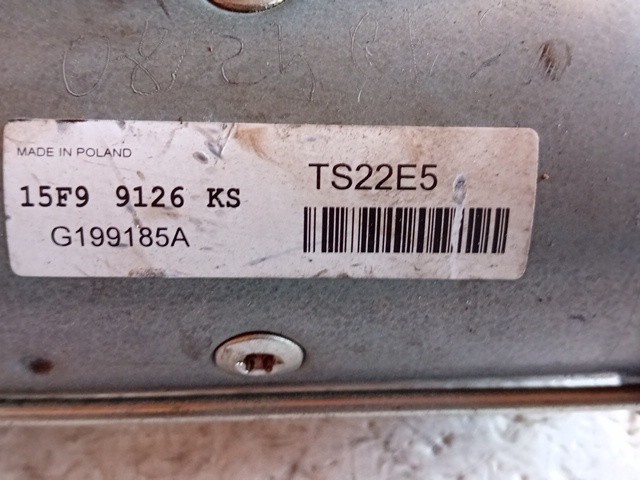 MADE IN POLAND
TS22E5
15F9 9126 KS
G199185A